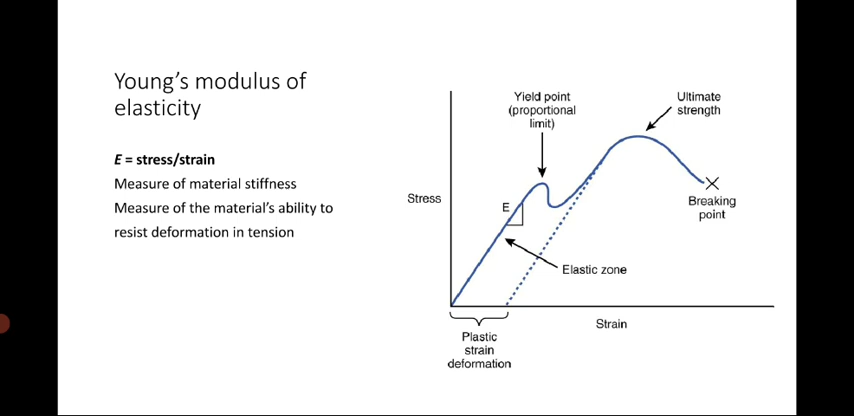 Young's modulus of
elasticity
E = stress/strain
Measure of material stiffness
Measure of the material's ability to
resist deformation in tension
Yield point
(proportional
limit)
Ultimate
strength
Stress
E
Breaking
point
Elastic zone
Strain
Plastic
strain
deformation